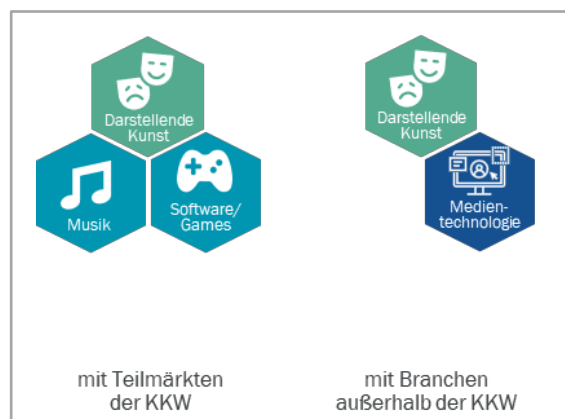 Darstellende
Kunst
Musik
Software/
Games
mit Teilmärkten
der KKW
Darstellende
Kunst
Medien-
technologie
mit Branchen
außerhalb der KKW